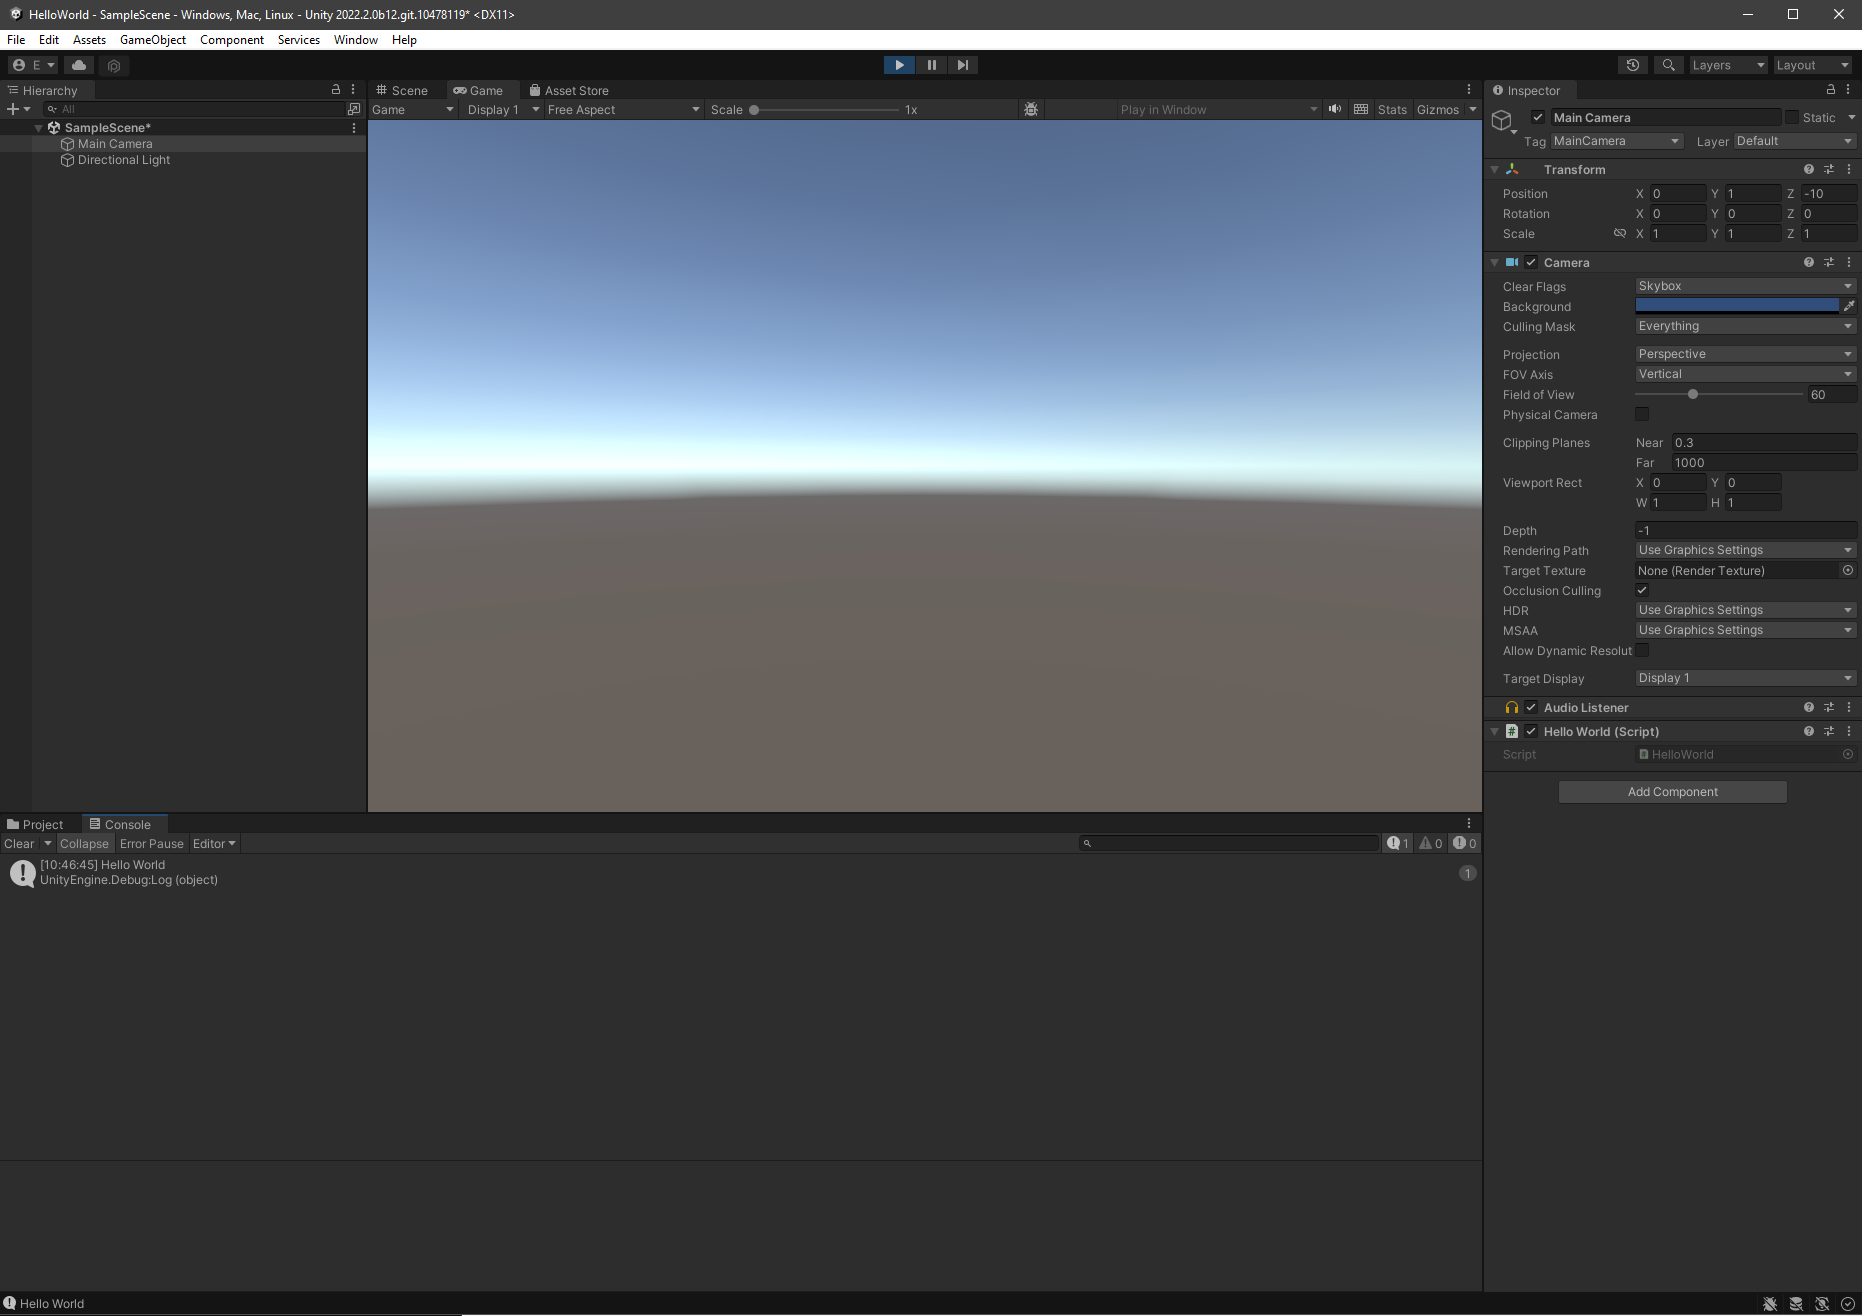 HelloWorld - SampleScene - Windows, Mac, Linux - Unity 2022.2.0b12.git.10478119* <DX11>
File Edit Assets GameObject Component Services Window Help
E Layers Layout
Hierarchy
All
SampleScene*
Main Camera
Directional Light
Scene Game Asset Store
Game Display 1 Free Aspect Scale 1x Play in Window Stats Gizmos
Inspector
Main Camera Static
Tag MainCamera Layer Default
Transform
Position X 0 Y 1 Z -10
Rotation X 0 Y 0 Z 0
Scale X 1 Y 1 Z 1
Camera
Clear Flags Skybox
Background
Culling Mask Everything
Projection Perspective
FOV Axis Vertical
Field of View 60
Physical Camera
Clipping Planes Near 0.3
Far 1000
Viewport Rect X 0 Y 0
W 1 H 1
Depth -1
Rendering Path Use Graphics Settings
Target Texture None (Render Texture)
Occlusion Culling
HDR Use Graphics Settings
MSAA Use Graphics Settings
Allow Dynamic Resolut
Target Display Display 1
Audio Listener
# Hello World (Script)
Script HelloWorld
Add Component
Project Console
Clear Collapse Error Pause Editor 1 0 0
[10:46:45] Hello World
UnityEngine.Debug:Log (object) 1
Hello World